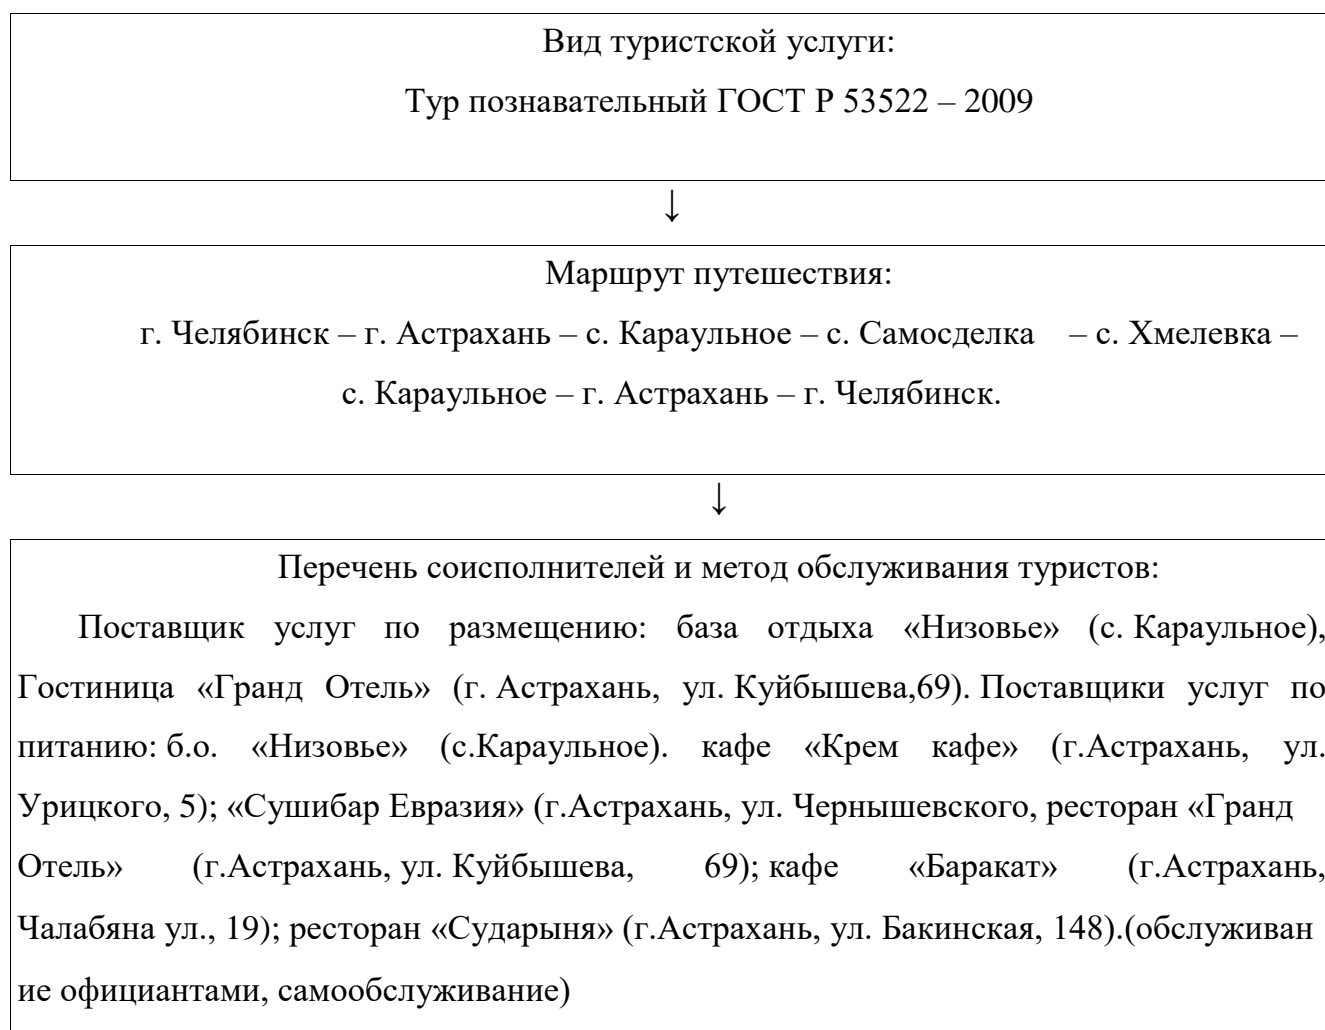 Вид туристской услуги:
Тур познавательный ГОСТ Р 53522 – 2009
↓
Маршрут путешествия:
г. Челябинск – г. Астрахань – с. Караульное – с. Самосделка – с. Хмелевка –
с. Караульное – г. Астрахань – г. Челябинск.
↓
Перечень соисполнителей и метод обслуживания туристов:
Поставщик услуг по размещению: база отдыха «Низовье» (с. Караульное),
Гостиница «Гранд Отель» (г. Астрахань, ул. Куйбышева,69). Поставщики услуг по
питанию: б.о. «Низовье» (с.Караульное). кафе «Крем кафе» (г.Астрахань, ул.
Урицкого, 5); «Сушибар Евразия» (г.Астрахань, ул. Чернышевского, ресторан «Гранд
Отель» (г.Астрахань, ул. Куйбышева, 69); кафе «Баракат» (г.Астрахань,
Чалабяна ул., 19); ресторан «Сударыня» (г.Астрахань, ул. Бакинская, 148).(обслуживан
ие официантами, самообслуживание)